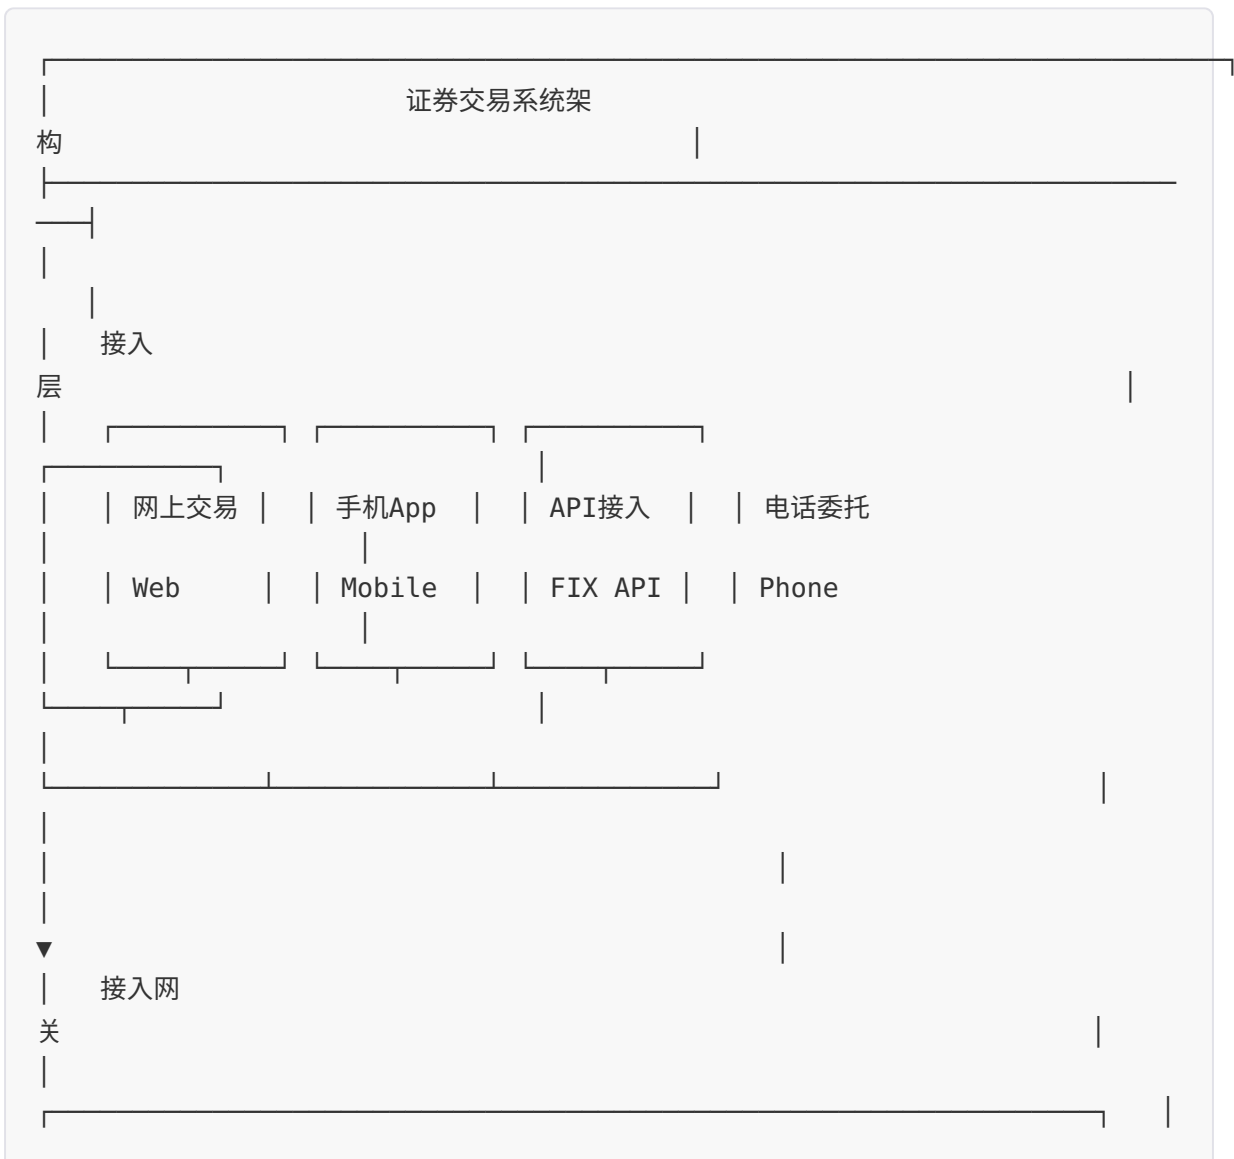 证券交易系统架
构
接入
层
网上交易 手机App API接入 电话委托
Web Mobile FIX API Phone
▼
接入网
关